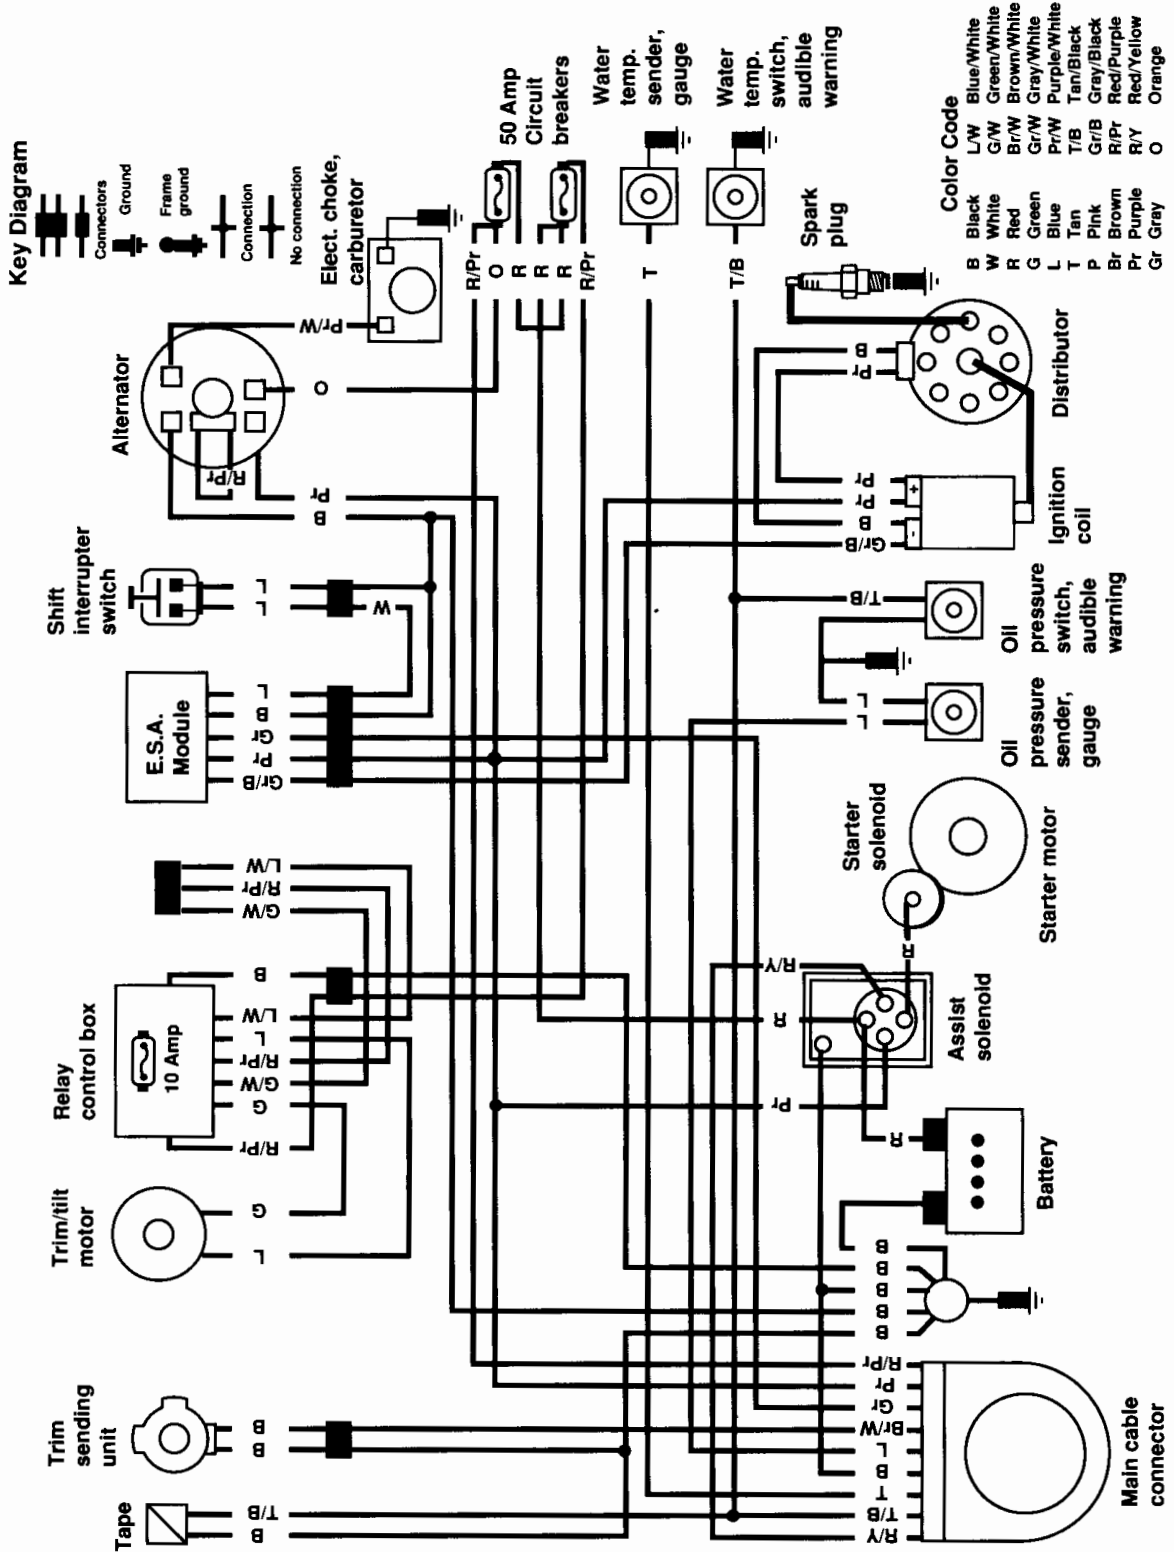 Key Diagram
Connectors
Ground
Frame
ground
Connection
No connection
Elect. choke,
carburetor
50 Amp
Circuit
breakers
Water
temp.
sender,
gauge
Water
temp.
switch,
audible
warning
Spark
plug
Color Code
B Black L/W Blue/White
W White G/W Green/White
R Red Br/W Brown/White
G Green Gr/W Gray/White
L Blue Pr/W Purple/White
T Tan T/B Tan/Black
P Pink Gr/B Gray/Black
Br Brown R/Pr Red/Purple
Pr Purple R/Y Red/Yellow
Gr Gray O Orange
Alternator
Pr/W
O
R/Pr
Pr
B
R/Pr
O
R
R
R
R/Pr
T
T/B
B
Pr
Distributor
Shift
interrupter
switch
L
L
W
Pr
Pr
B
Gr/B
+
-
Ignition
coil
T/B
Oil
pressure
switch,
audible
warning
E.S.A.
Module
L
B
Gr
Pr
Gr/B
L
L
Oil
pressure
sender,
gauge
L/W
R/Pr
G/W
Starter
solenoid
Starter motor
R
Relay
control box
10 Amp
B
L/W
L
R/Pr
G/W
G
R/Pr
R/Y
R
Pr
Assist
solenoid
R
Battery
Trim/tilt
motor
G
L
B
B
B
B
B
Trim
sending
unit
B
B
Tape
T/B
B
R/Pr
Pr
Gr
Br/W
L
B
T
T/B
R/Y
Main cable
connector